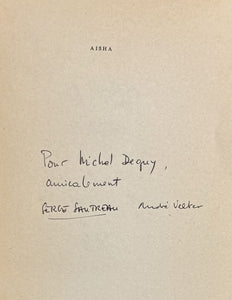 AISHA
Pour Michel Deguy,
amicalement
SERGE SAUTREAU André Velter